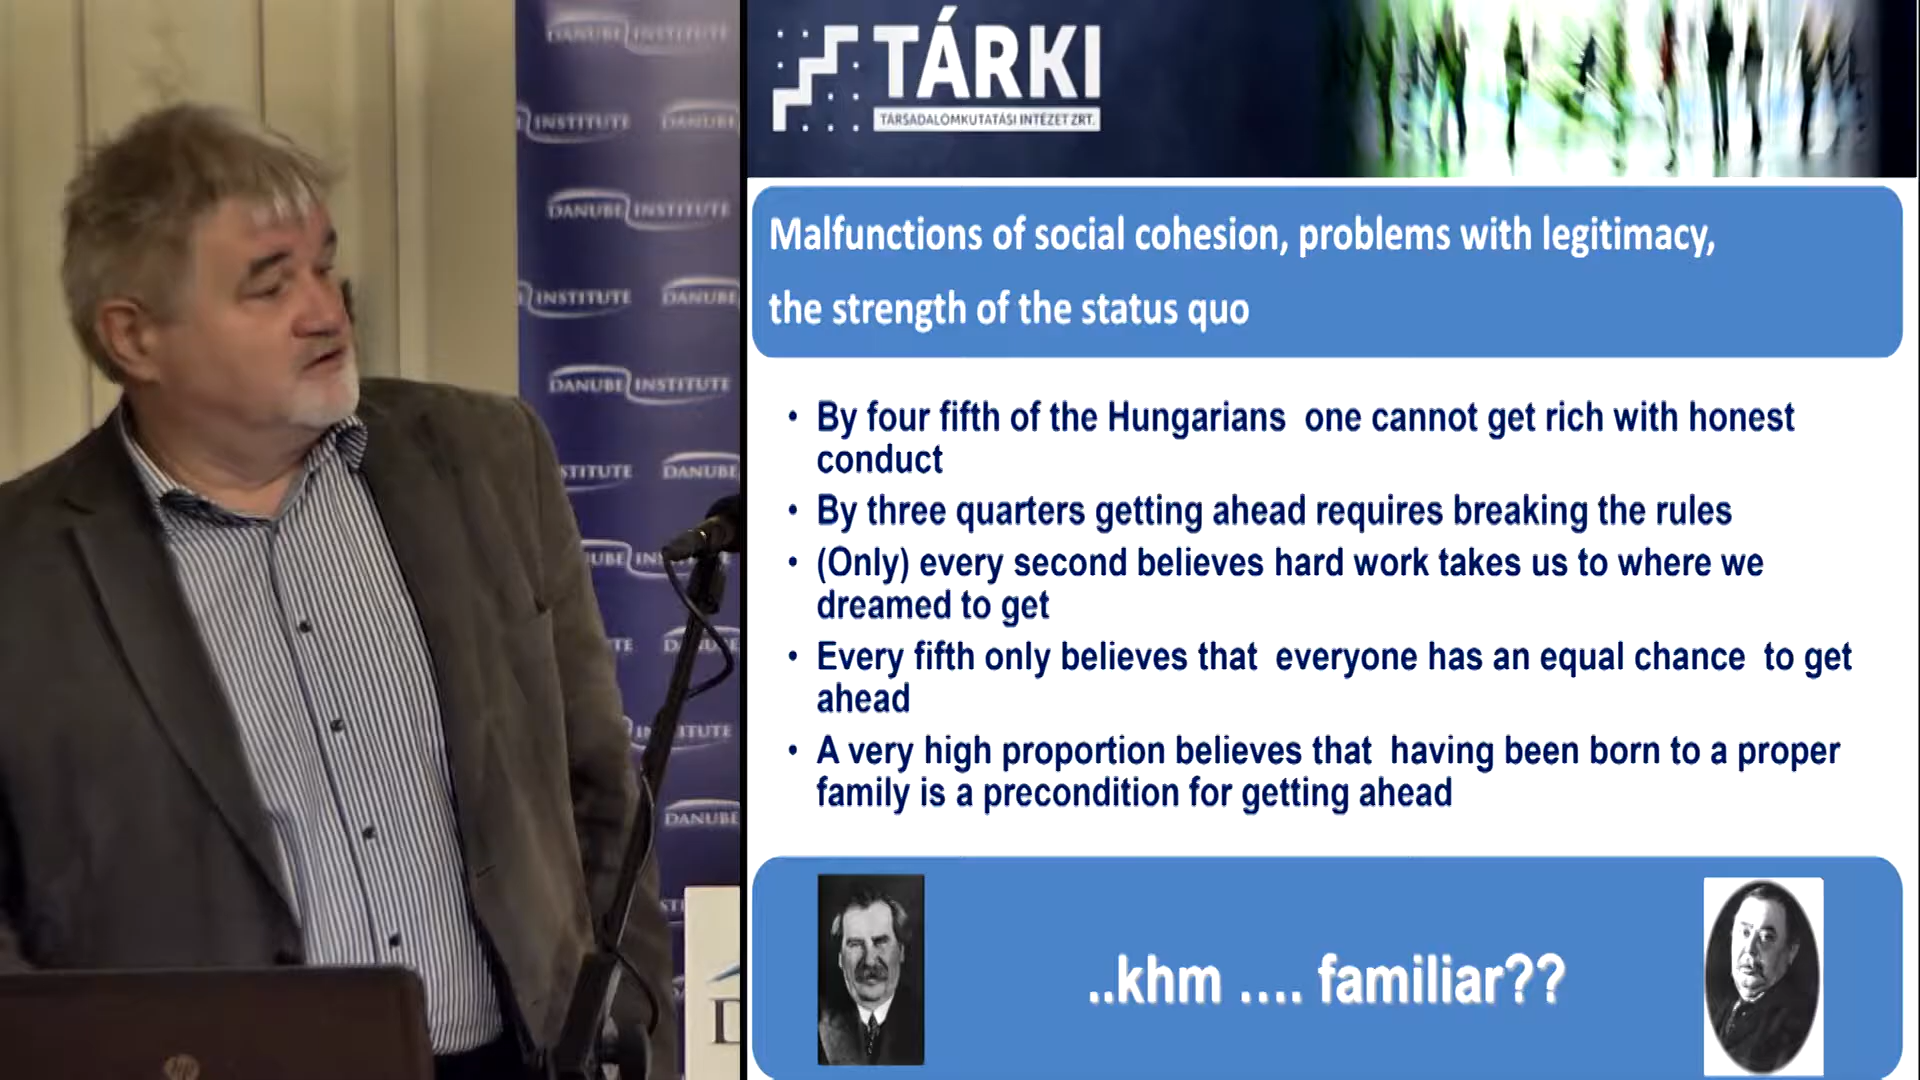 DANUBE INSTITUTE
INSTITUTE DANUBE
DANUBE INSTITUTE
INSTITUTE DANUBE
DANUBE INSTITUTE
STITUTE DANUBE
DANUBE
TÁRKI
TÁRSADALOMKUTATÁSI INTÉZET ZRT.
Malfunctions of social cohesion, problems with legitimacy,
the strength of the status quo
• By four fifth of the Hungarians one cannot get rich with honest
conduct
• By three quarters getting ahead requires breaking the rules
• (Only) every second believes hard work takes us to where we
dreamed to get
• Every fifth only believes that everyone has an equal chance to get
ahead
• A very high proportion believes that having been born to a proper
family is a precondition for getting ahead
..khm .... familiar??
hp